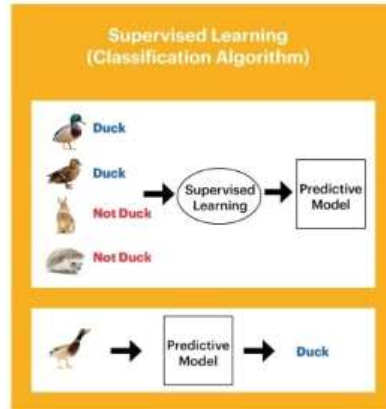 Supervised Learning
(Classification Algorithm)
Duck
Duck
Not Duck
Not Duck
Supervised
Learning
Predictive
Model
Predictive
Model
Duck